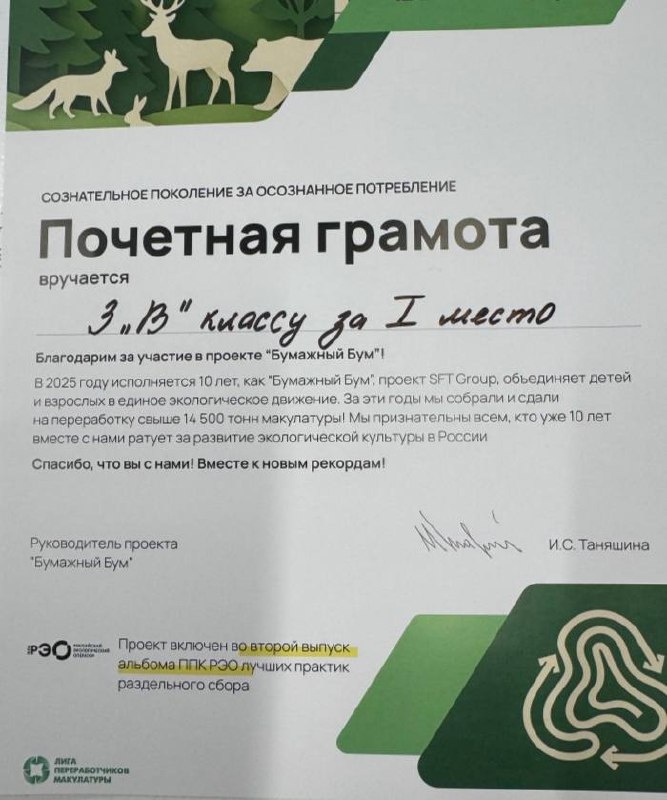 СОЗНАТЕЛЬНОЕ ПОКОЛЕНИЕ ЗА ОСОЗНАННОЕ ПОТРЕБЛЕНИЕ
Почетная грамота
вручается
3 „В" классу за I место
Благодарим за участие в проекте "Бумажный Бум"!
В 2025 году исполняется 10 лет, как "Бумажный Бум", проект SFT Group, объединяет детей
и взрослых в единое экологическое движение. За эти годы мы собрали и сдали
на переработку свыше 14 500 тонн макулатуры! Мы признательны всем, кто уже 10 лет
вместе с нами ратует за развитие экологической культуры в России
Спасибо, что вы с нами! Вместе к новым рекордам!
Руководитель проекта
"Бумажный Бум"
И.С. Таняшина
РЭО
РОССИЙСКИЙ
ЭКОЛОГИЧЕСКИЙ
ОПЕРАТОР
Проект включен во второй выпуск
альбома ППК РЭО лучших практик
раздельного сбора
ЛИГА
ПЕРЕРАБОТЧИКОВ
МАКУЛАТУРЫ